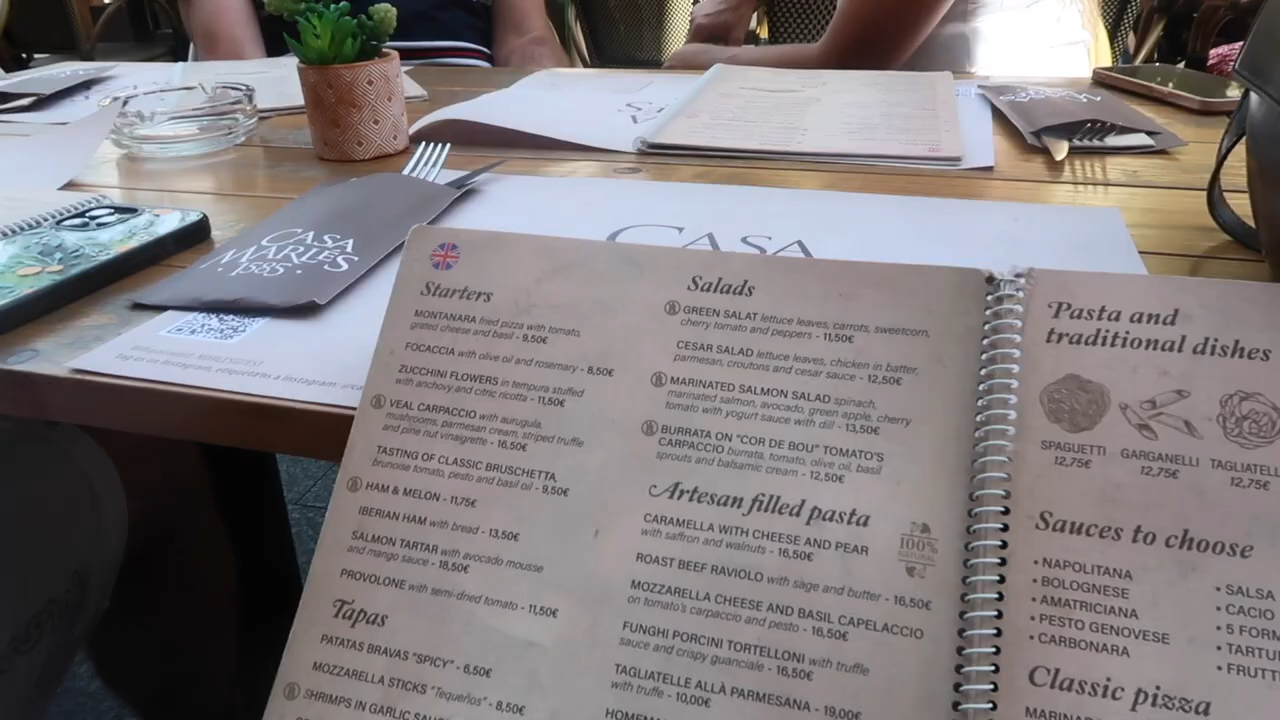 CASA
MARLÈS
· 1585 ·
CASA
Starters
MONTANARA fried pizza with tomato,
grated cheese and basil - 9,50€
FOCACCIA with olive oil and rosemary - 8,50€
ZUCCHINI FLOWERS in tempura stuffed
with anchovy and citric ricotta - 11,50€
VEAL CARPACCIO with aurugula,
mushrooms, parmesan cream, striped truffle
and pine nut vinaigrette - 16,50€
TASTING OF CLASSIC BRUSCHETTA,
brunoise tomato, pesto and basil oil - 9,50€
HAM & MELON - 11,75€
IBERIAN HAM with bread - 13,50€
SALMON TARTAR with avocado mousse
and mango sauce - 18,50€
PROVOLONE with semi-dried tomato - 11,50€
Tapas
PATATAS BRAVAS "SPICY" - 6,50€
MOZZARELLA STICKS "Tequeños" - 8,50€
SHRIMPS IN GARLIC
Salads
GREEN SALAT lettuce leaves, carrots, sweetcorn,
cherry tomato and peppers - 11,50€
CESAR SALAD lettuce leaves, chicken in batter,
parmesan, croutons and cesar sauce - 12,50€
MARINATED SALMON SALAD spinach,
marinated salmon, avocado, green apple, cherry
tomato with yogurt sauce with dill - 13,50€
BURRATA ON "COR DE BOU" TOMATO'S
CARPACCIO burrata, tomato, olive oil, basil
sprouts and balsamic cream - 12,50€
Artesan filled pasta
100%
NATURAL
CARAMELLA WITH CHEESE AND PEAR
with saffron and walnuts - 16,50€
ROAST BEEF RAVIOLO with sage and butter - 16,50€
MOZZARELLA CHEESE AND BASIL CAPELACCIO
on tomato's carpaccio and pesto - 16,50€
FUNGHI PORCINI TORTELLONI with truffle
sauce and crispy guanciale - 16,50€
TAGLIATELLE ALLÀ PARMESANA - 19,00€
with truffe - 10,00€
Pasta and
traditional dishes
SPAGUETTI
12,75€
GARGANELLI
12,75€
TAGLIATELL
12,75€
Sauces to choose
• NAPOLITANA
• BOLOGNESE
• AMATRICIANA
• PESTO GENOVESE
• CARBONARA
• SALSA
• CACIO
• 5 FORM
• TARTU
• FRUTT
Classic pizza